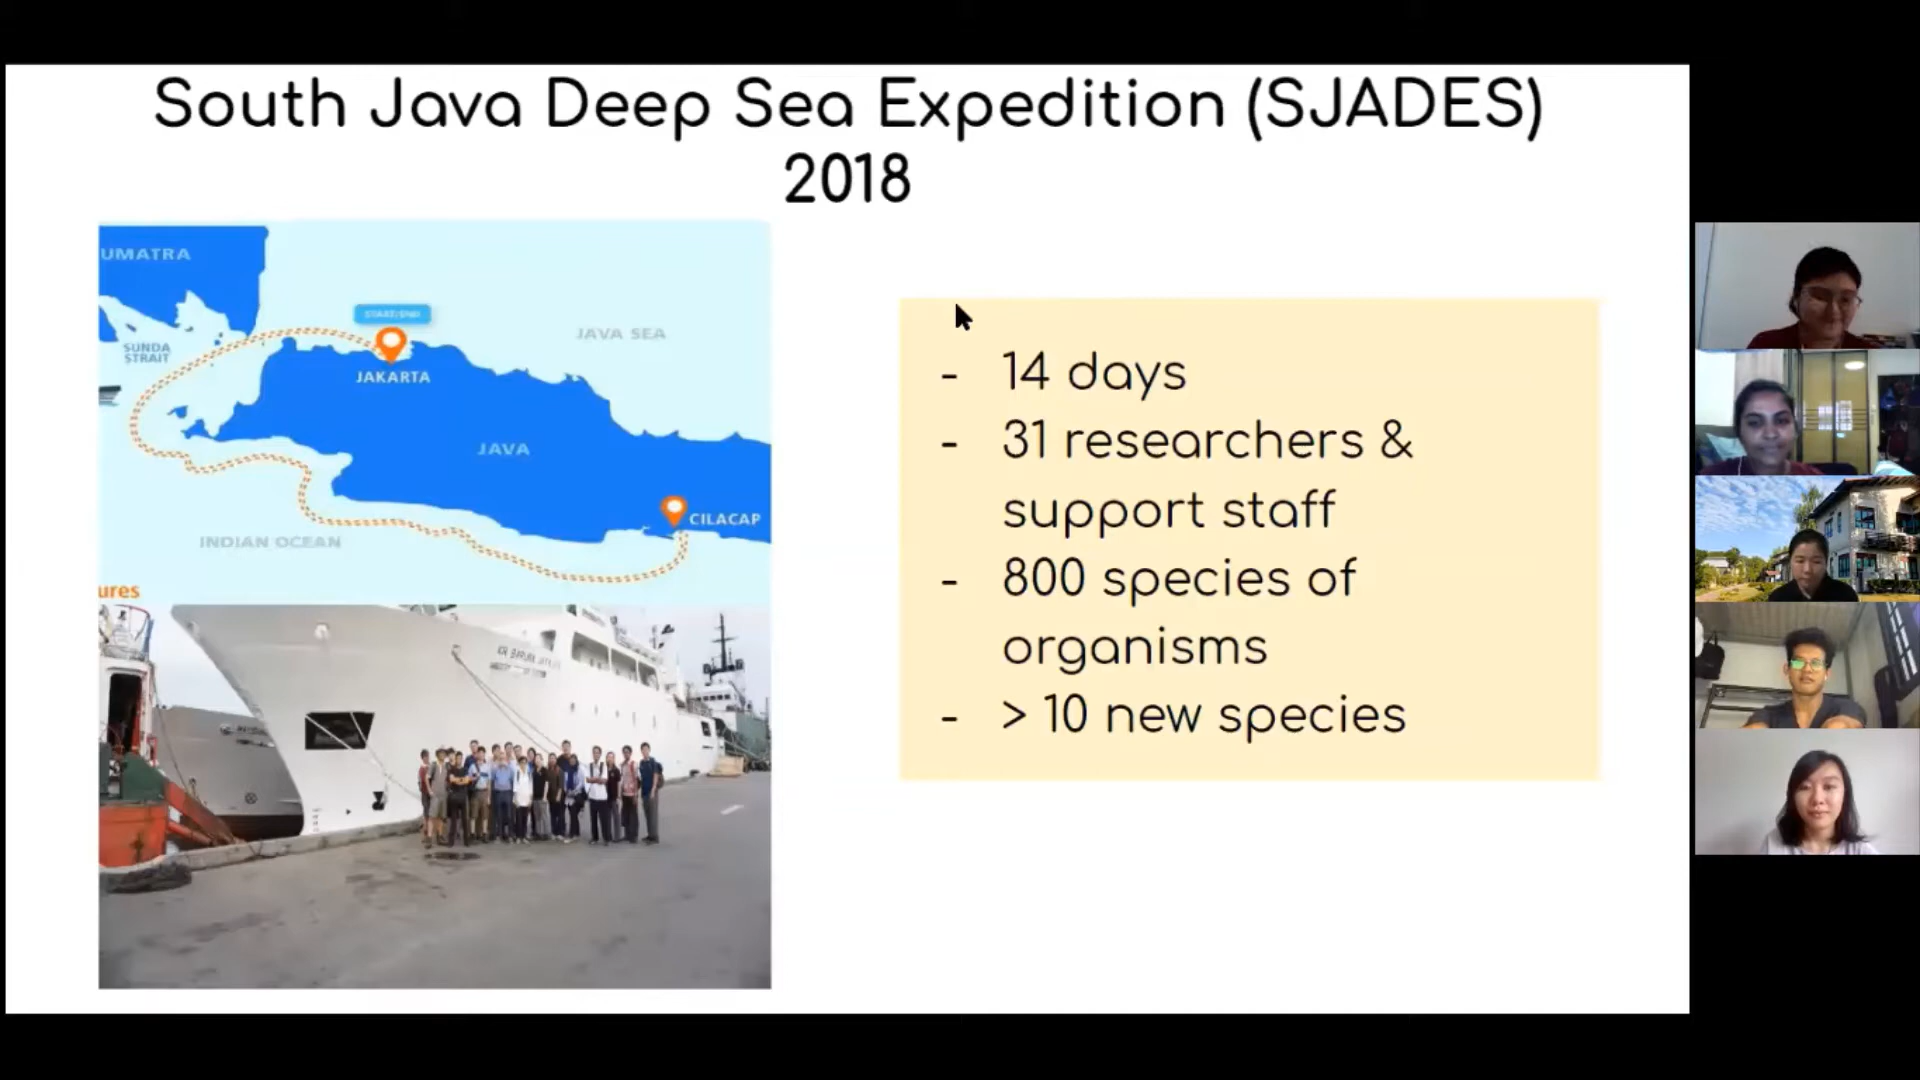 South Java Deep Sea Expedition (SJADES)
2018
UMATRA
START/END
SUNDA
STRAIT
JAVA SEA
JAKARTA
JAVA
CILACAP
INDIAN OCEAN
ures
- 14 days
- 31 researchers &
support staff
- 800 species of
organisms
- > 10 new species